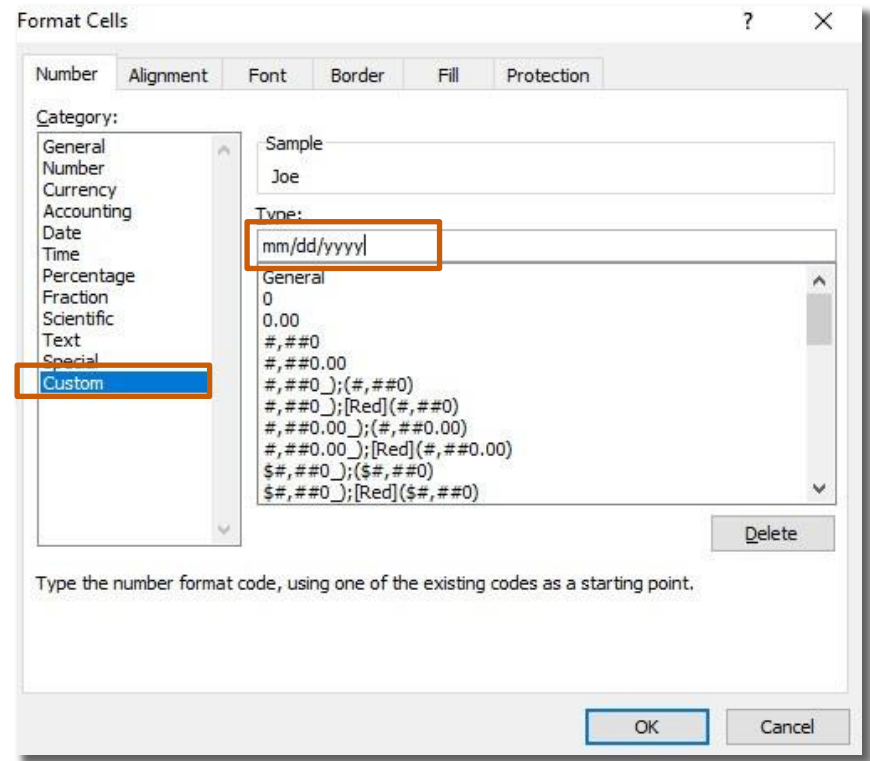 Format Cells ? X
Number Alignment Font Border Fill Protection
Category:
General
Number
Currency
Accounting
Date
Time
Percentage
Fraction
Scientific
Text
Special
Custom
Sample
Joe
Type:
mm/dd/yyyy
General
0
0.00
#,##0
#,##0.00
#,##0_);(#,##0)
#,##0_);[Red](#,##0)
#,##0.00_);(#,##0.00)
#,##0.00_);[Red](#,##0.00)
$#,##0_);($#,##0)
$#,##0_);[Red]($#,##0)
Delete
Type the number format code, using one of the existing codes as a starting point.
OK Cancel